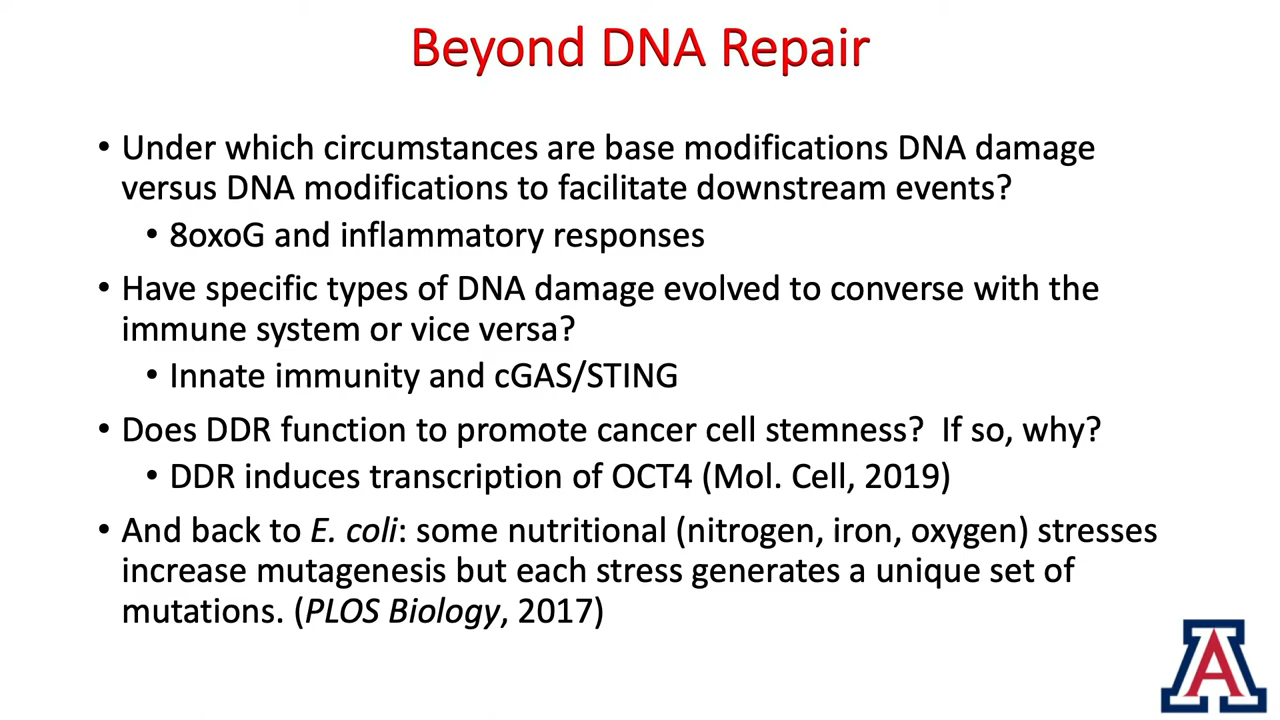 Beyond DNA Repair
• Under which circumstances are base modifications DNA damage
versus DNA modifications to facilitate downstream events?
• 8oxoG and inflammatory responses
• Have specific types of DNA damage evolved to converse with the
immune system or vice versa?
• Innate immunity and cGAS/STING
• Does DDR function to promote cancer cell stemness?  If so, why?
• DDR induces transcription of OCT4 (Mol. Cell, 2019)
• And back to E. coli: some nutritional (nitrogen, iron, oxygen) stresses
increase mutagenesis but each stress generates a unique set of
mutations. (PLOS Biology, 2017)
A